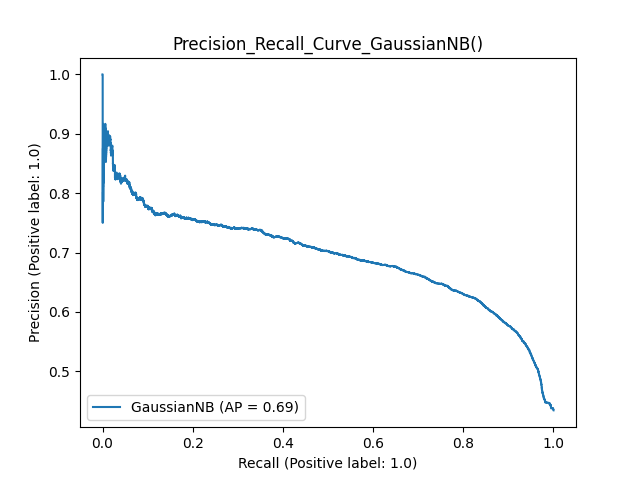 Precision_Recall_Curve_GaussianNB()
1.0
0.9
0.8
0.7
0.6
0.5
Precision (Positive label: 1.0)
GaussianNB (AP = 0.69)
0.0 0.2 0.4 0.6 0.8 1.0
Recall (Positive label: 1.0)